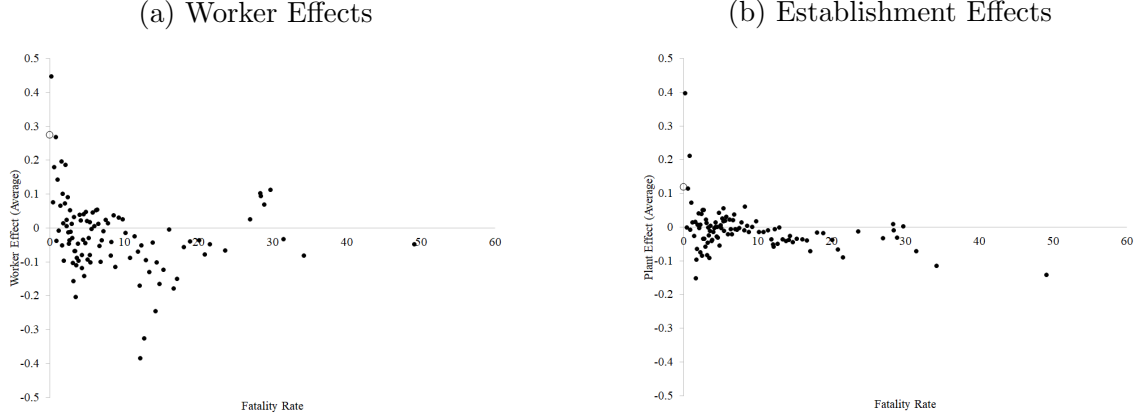 (a) Worker Effects
(b) Establishment Effects
0.5
0.4
0.3
0.2
0.1
0
-0.1
-0.2
-0.3
-0.4
-0.5
0 10 20 30 40 50 60
Worker Effect (Average)
Fatality Rate
0.5
0.4
0.3
0.2
0.1
0
-0.1
-0.2
-0.3
-0.4
-0.5
0 10 20 30 40 50 60
Plant Effect (Average)
Fatality Rate